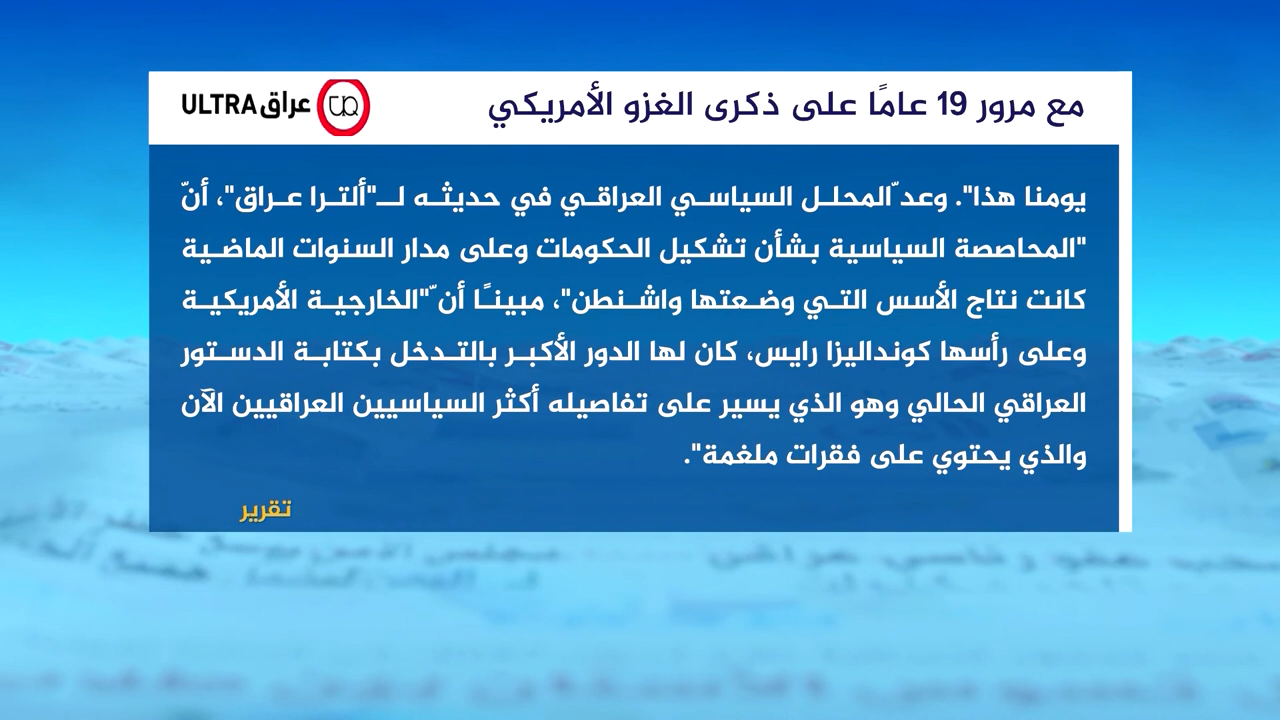 مع مرور 19 عامًا على ذكرى الغزو الأمريكي
ULTRA عراق
يومنا هذا". وعدّ المحلل السياسي العراقي في حديثه لـ"ألترا عراق"، أنّ
"المحاصصة السياسية بشأن تشكيل الحكومات وعلى مدار السنوات الماضية
كانت نتاج الأسس التي وضعتها واشنطن"، مبينًا أنّ "الخارجية الأمريكية
وعلى رأسها كونداليزا رايس، كان لها الدور الأكبر بالتدخل بكتابة الدستور
العراقي الحالي وهو الذي يسير على تفاصيله أكثر السياسيين العراقيين الآن
والذي يحتوي على فقرات ملغمة".
تقرير